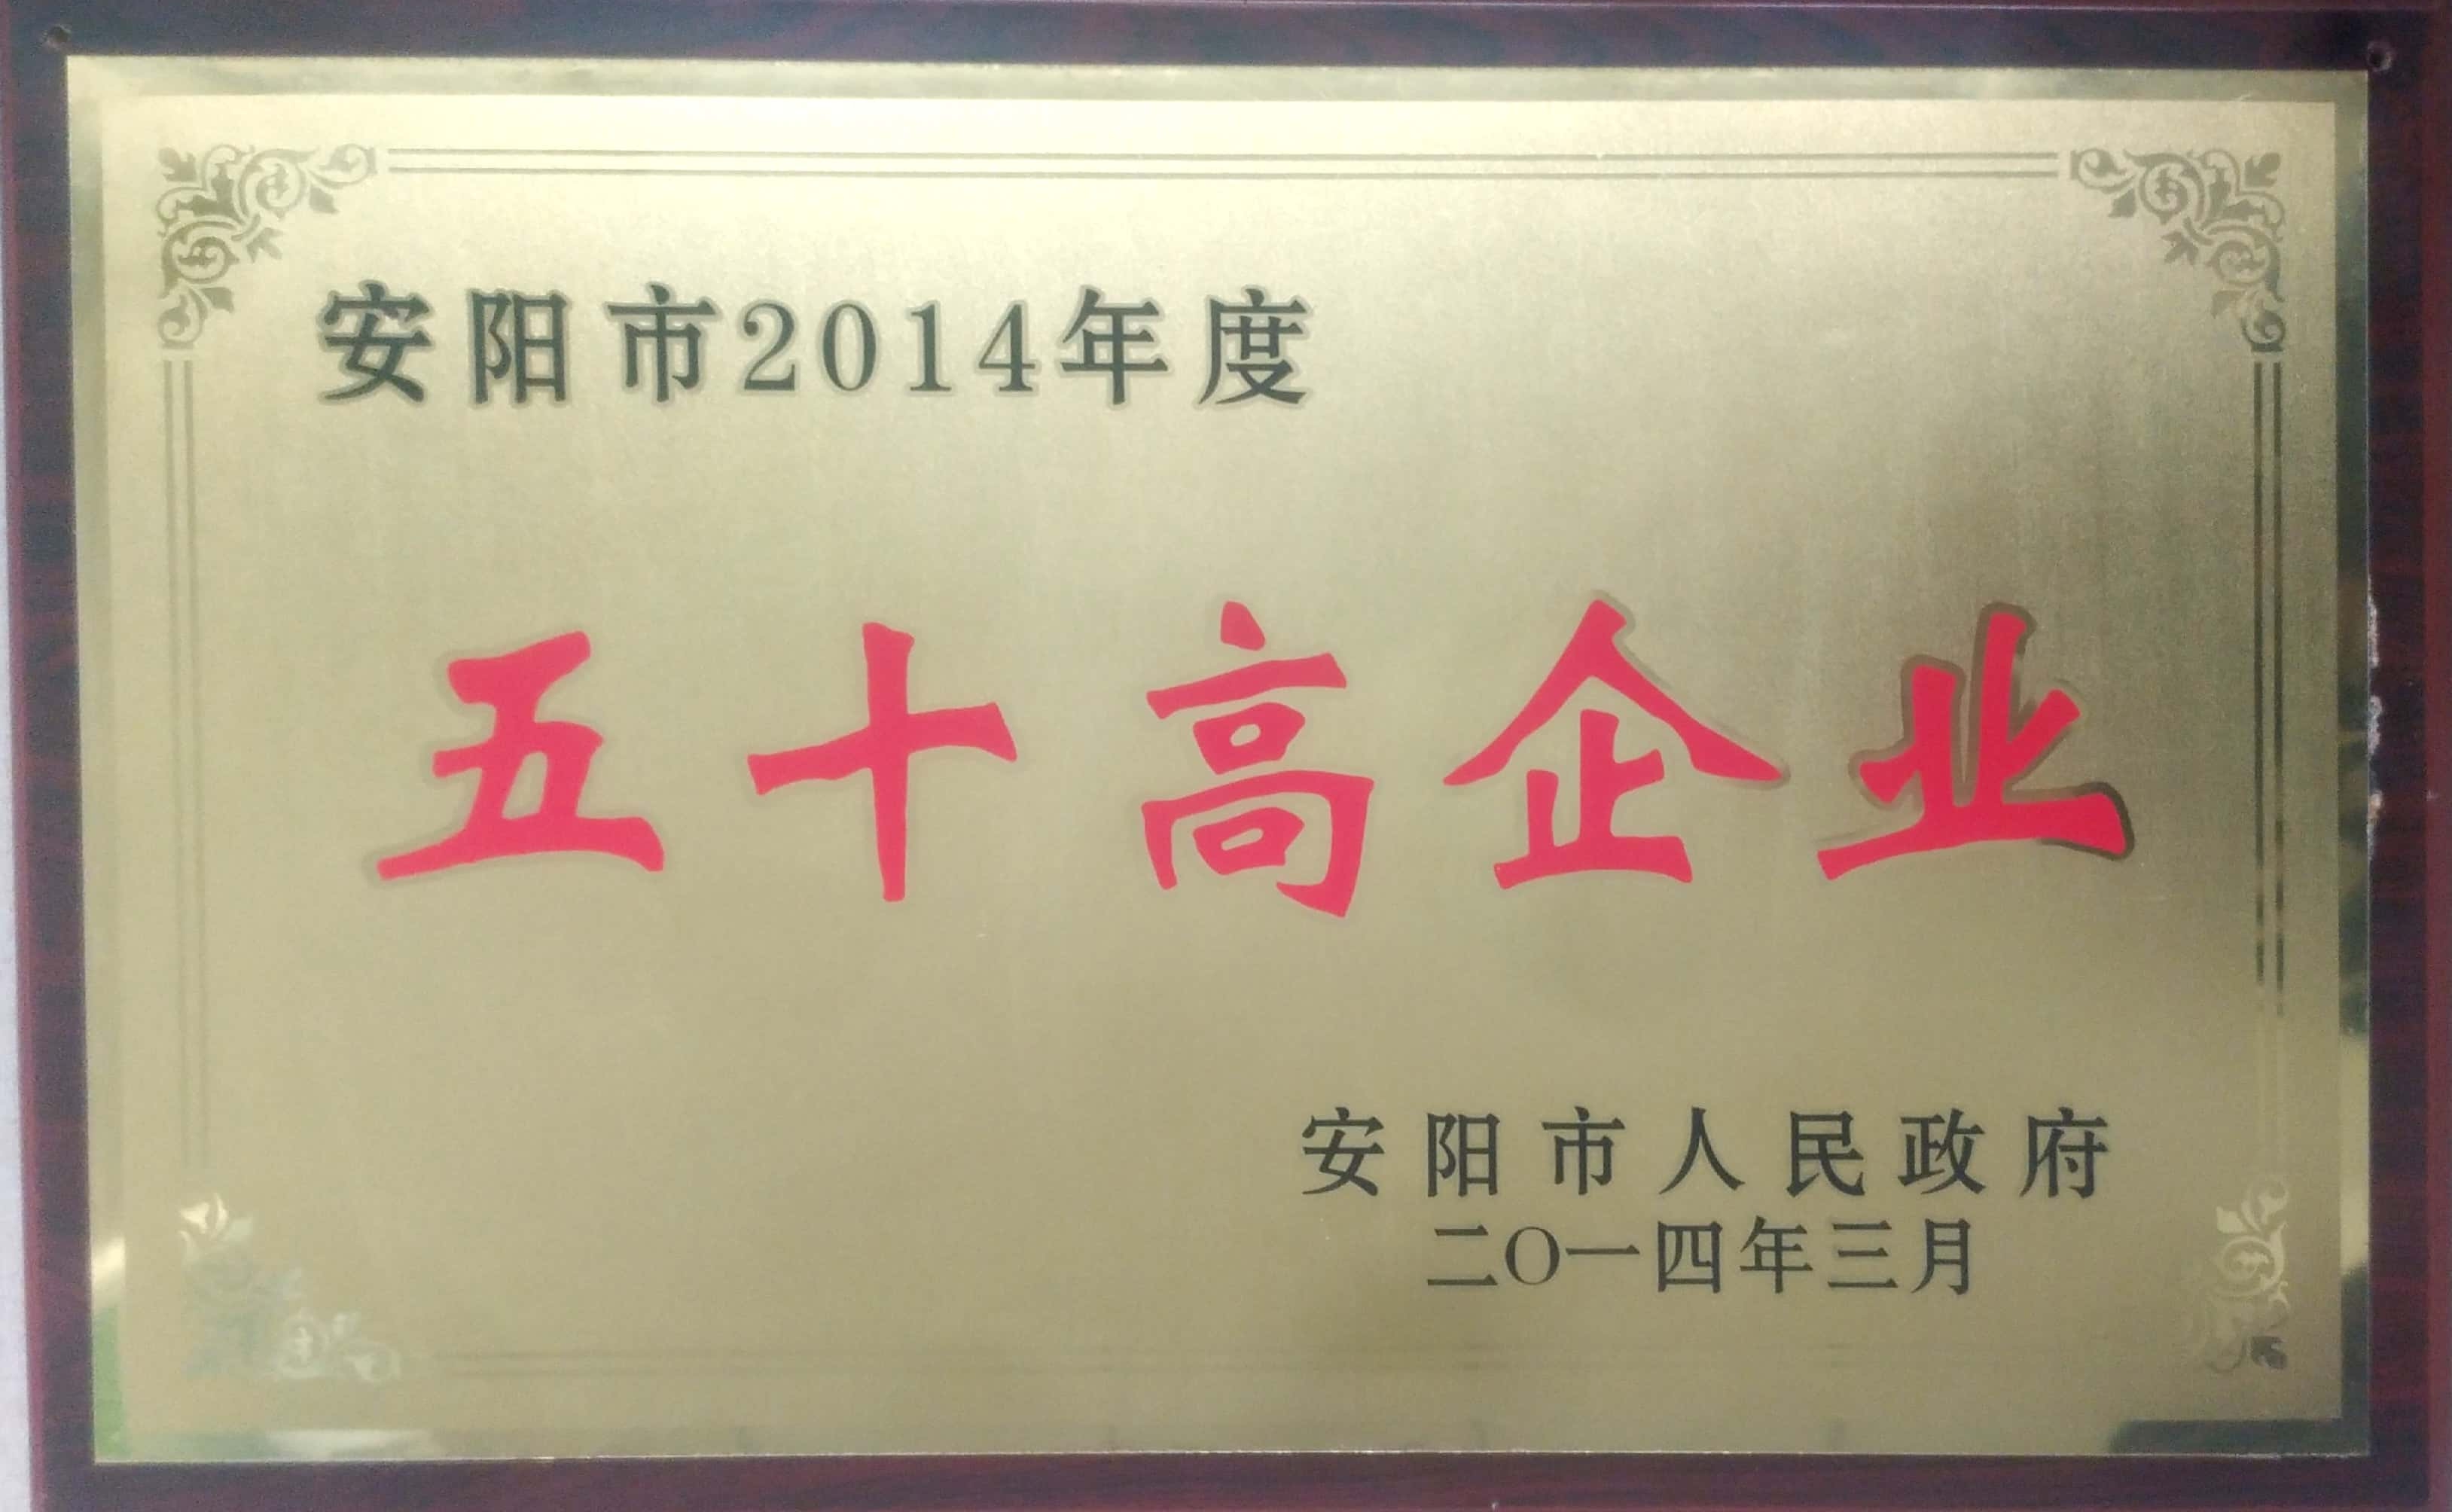 安阳市2014年度
五十高企业
安阳市人民政府
二〇一四年三月